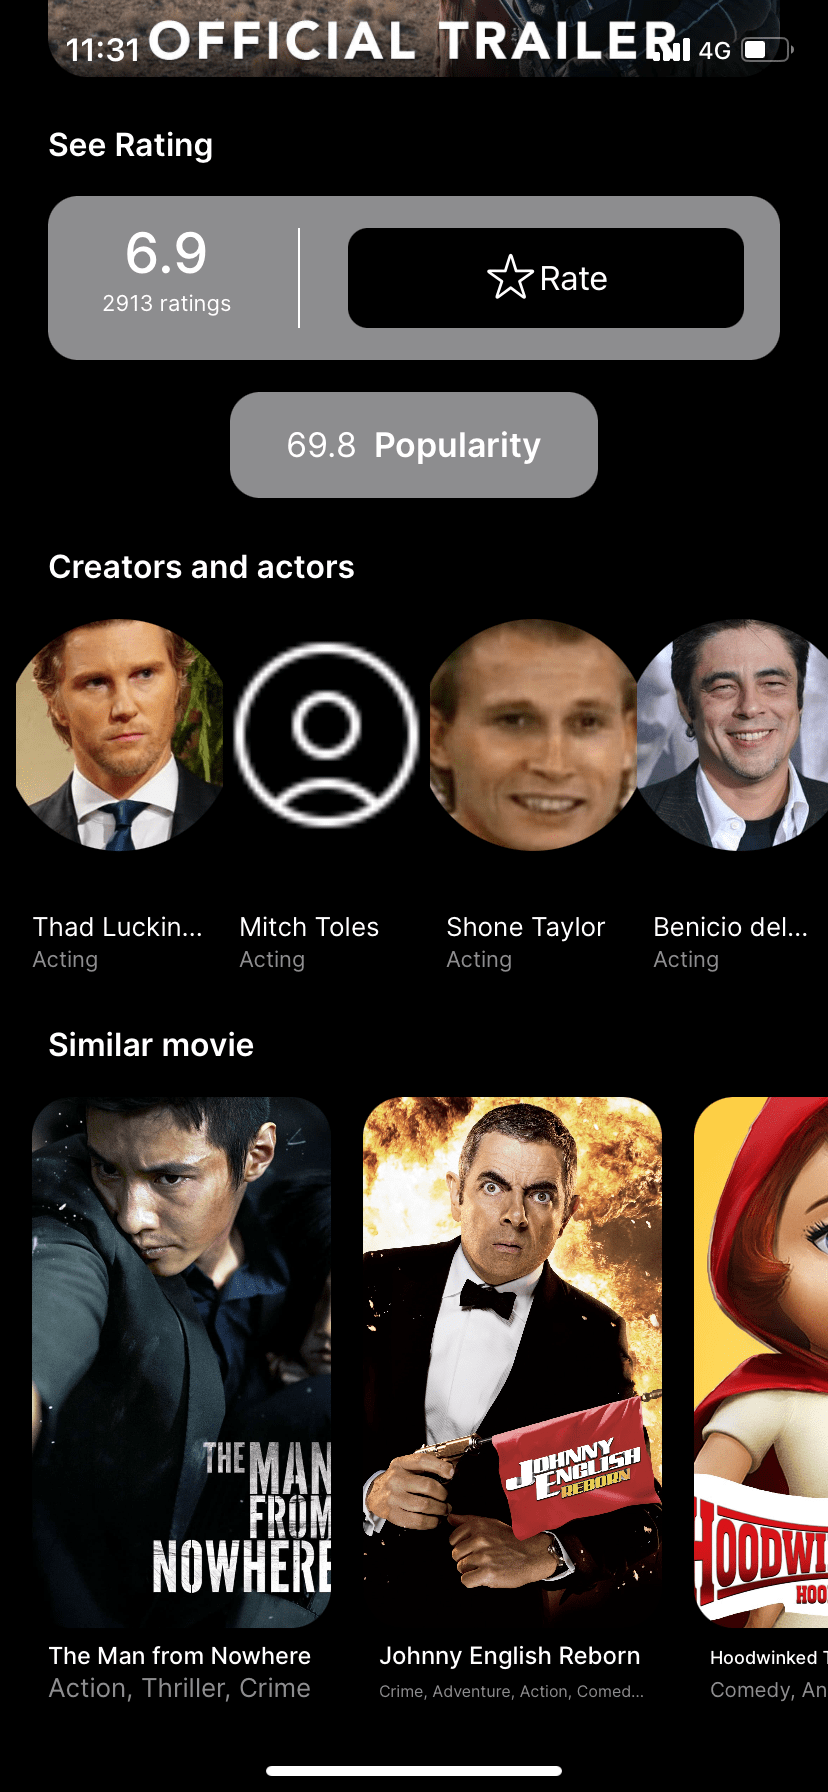 OFFICIAL TRAILER
11:31
4G
See Rating
6.9
2913 ratings
Rate
69.8 Popularity
Creators and actors
Thad Luckin...
Acting
Mitch Toles
Acting
Shone Taylor
Acting
Benicio del...
Acting
Similar movie
THE MAN
FROM
NOWHERE
JOHNNY
ENGLISH
REBORN
HOODWI
HOO
The Man from Nowhere
Action, Thriller, Crime
Johnny English Reborn
Crime, Adventure, Action, Comed...
Hoodwinked T
Comedy, An